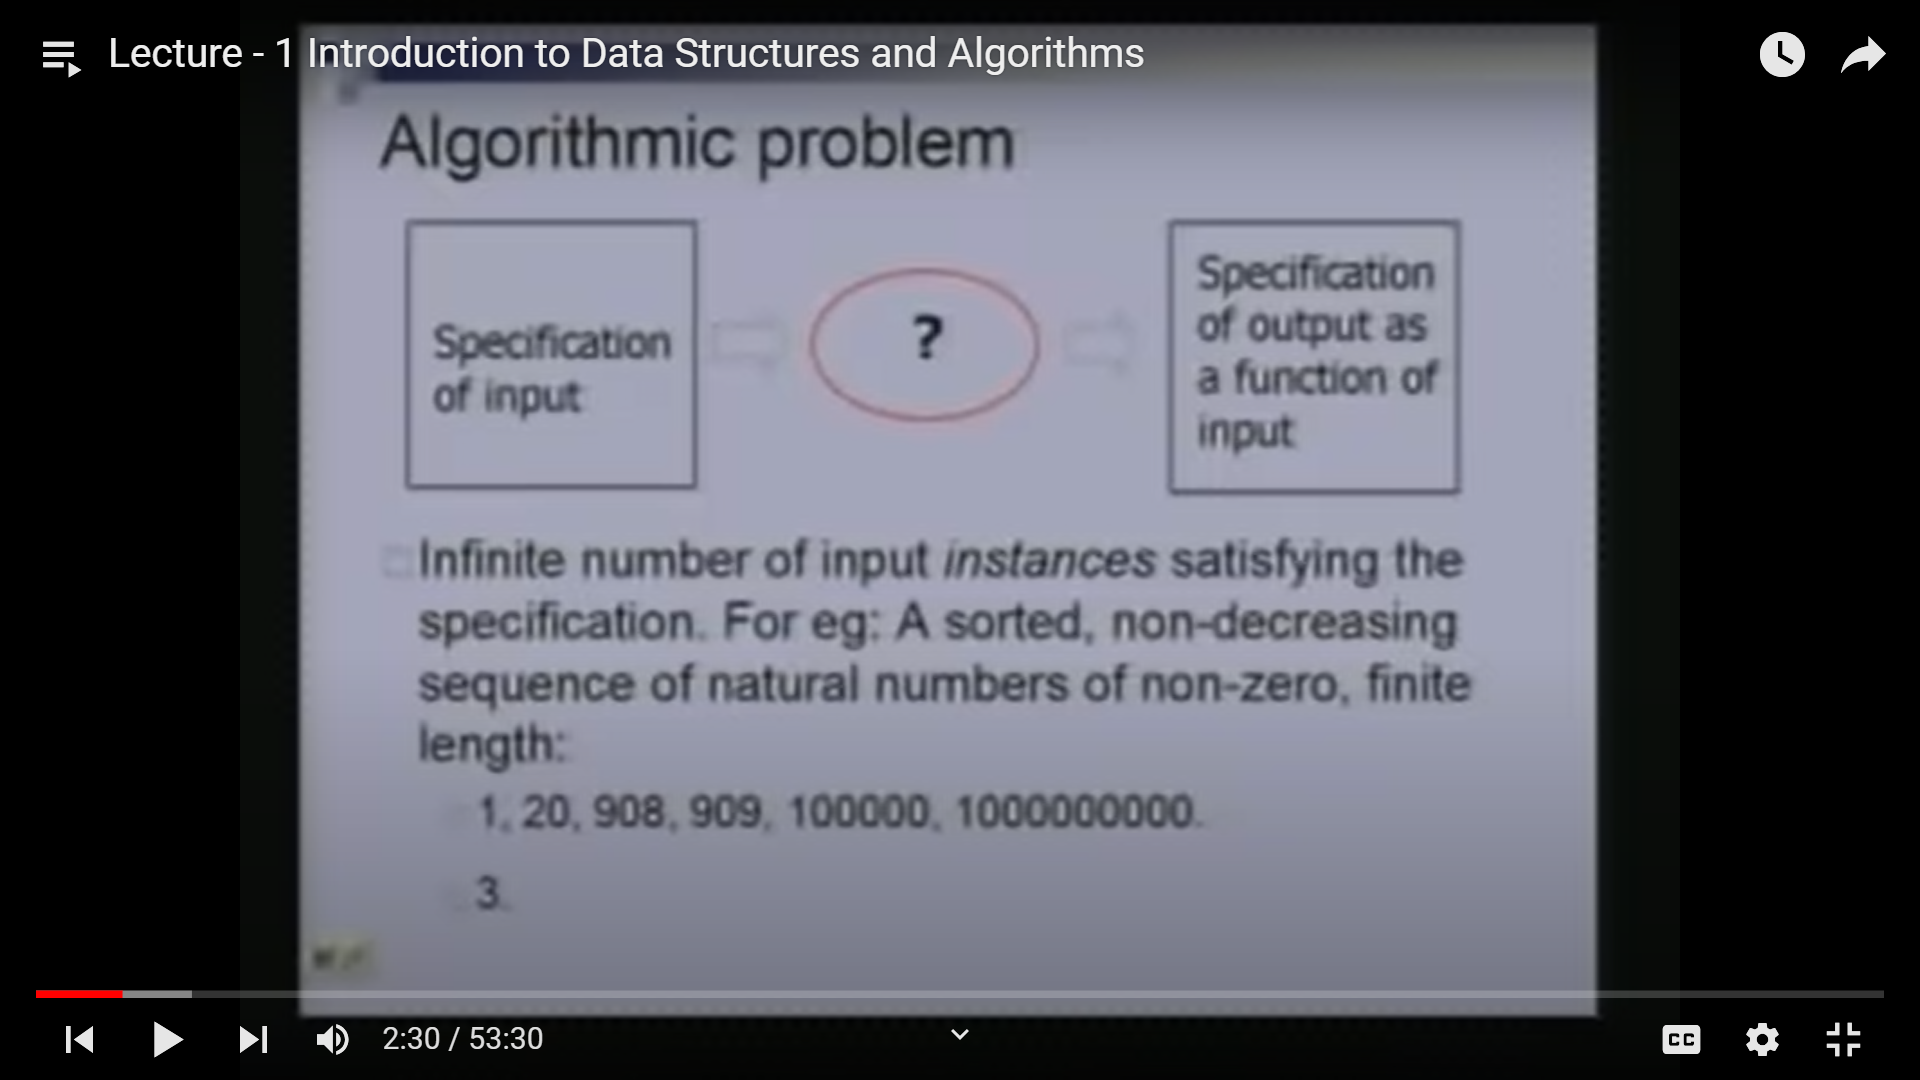 Lecture - 1 Introduction to Data Structures and Algorithms
Algorithmic problem
Specification
of input
?
Specification
of output as
a function of
input
Infinite number of input instances satisfying the
specification. For eg: A sorted, non-decreasing
sequence of natural numbers of non-zero, finite
length:
1, 20, 908, 909, 100000, 1000000000.
3.
2:30 / 53:30
CC